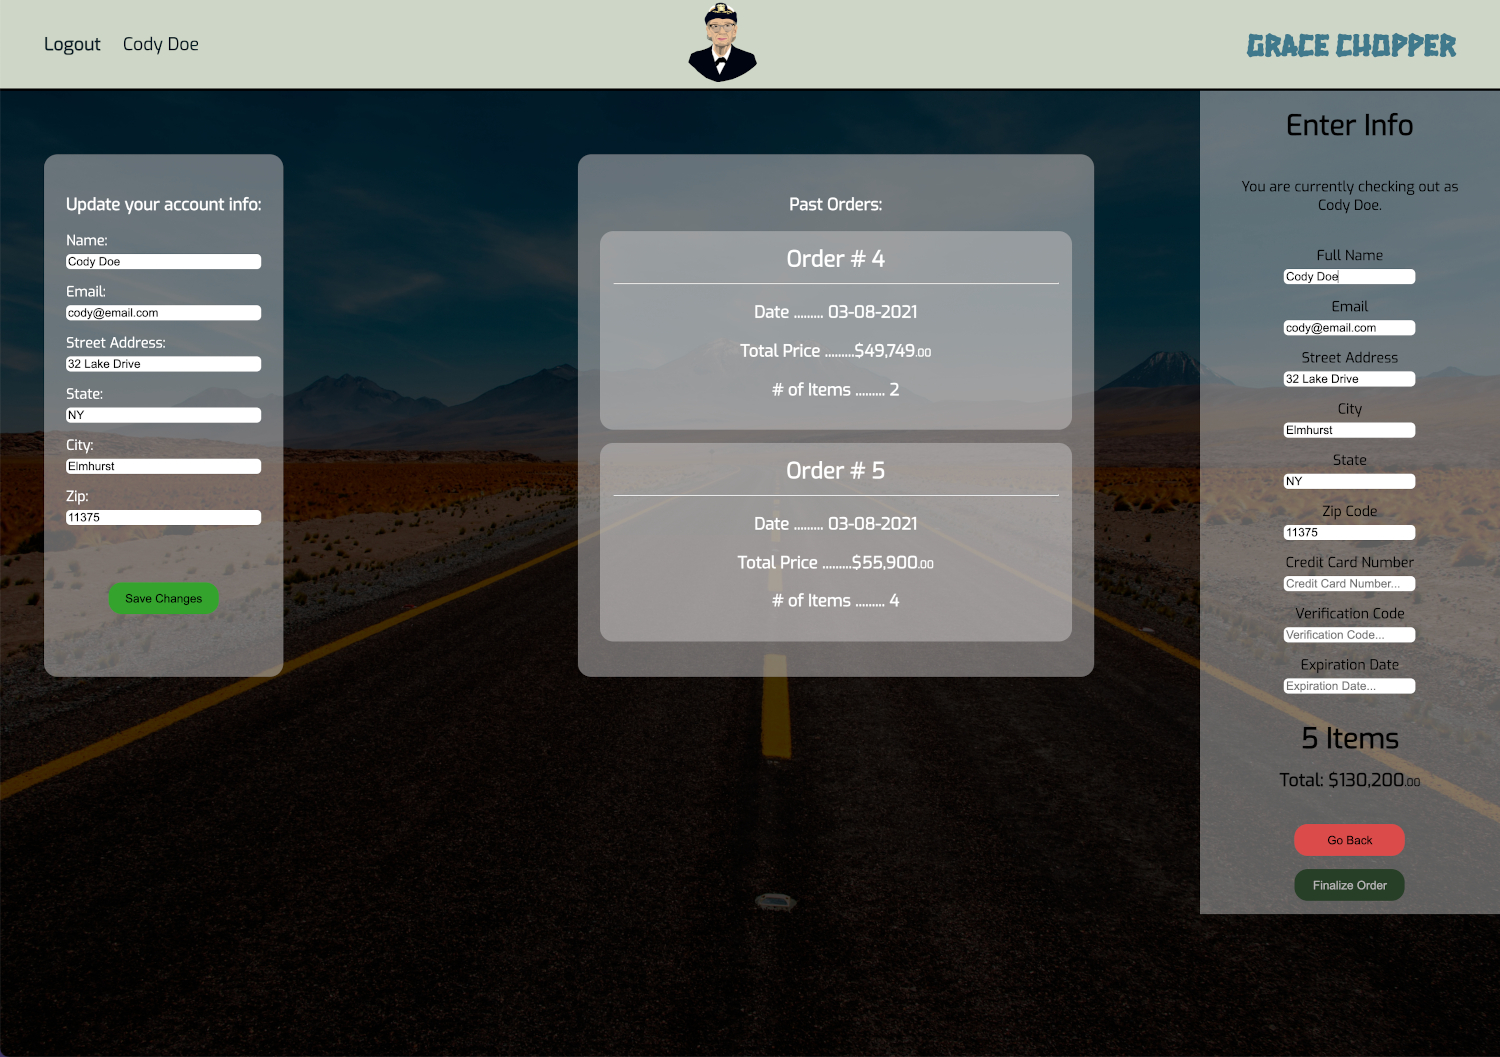 Logout Cody Doe
GRACE CHOPPER
Update your account info:
Name:
Cody Doe
Email:
cody@email.com
Street Address:
32 Lake Drive
State:
NY
City:
Elmhurst
Zip:
11375
Save Changes
Past Orders:
Order # 4
Date ......... 03-08-2021
Total Price .........$49,749.00
# of Items ......... 2
Order # 5
Date ......... 03-08-2021
Total Price .........$55,900.00
# of Items ......... 4
Enter Info
You are currently checking out as
Cody Doe.
Full Name
Cody Doe
Email
cody@email.com
Street Address
32 Lake Drive
City
Elmhurst
State
NY
Zip Code
11375
Credit Card Number
Credit Card Number...
Verification Code
Verification Code...
Expiration Date
Expiration Date...
5 Items
Total: $130,200.00
Go Back
Finalize Order